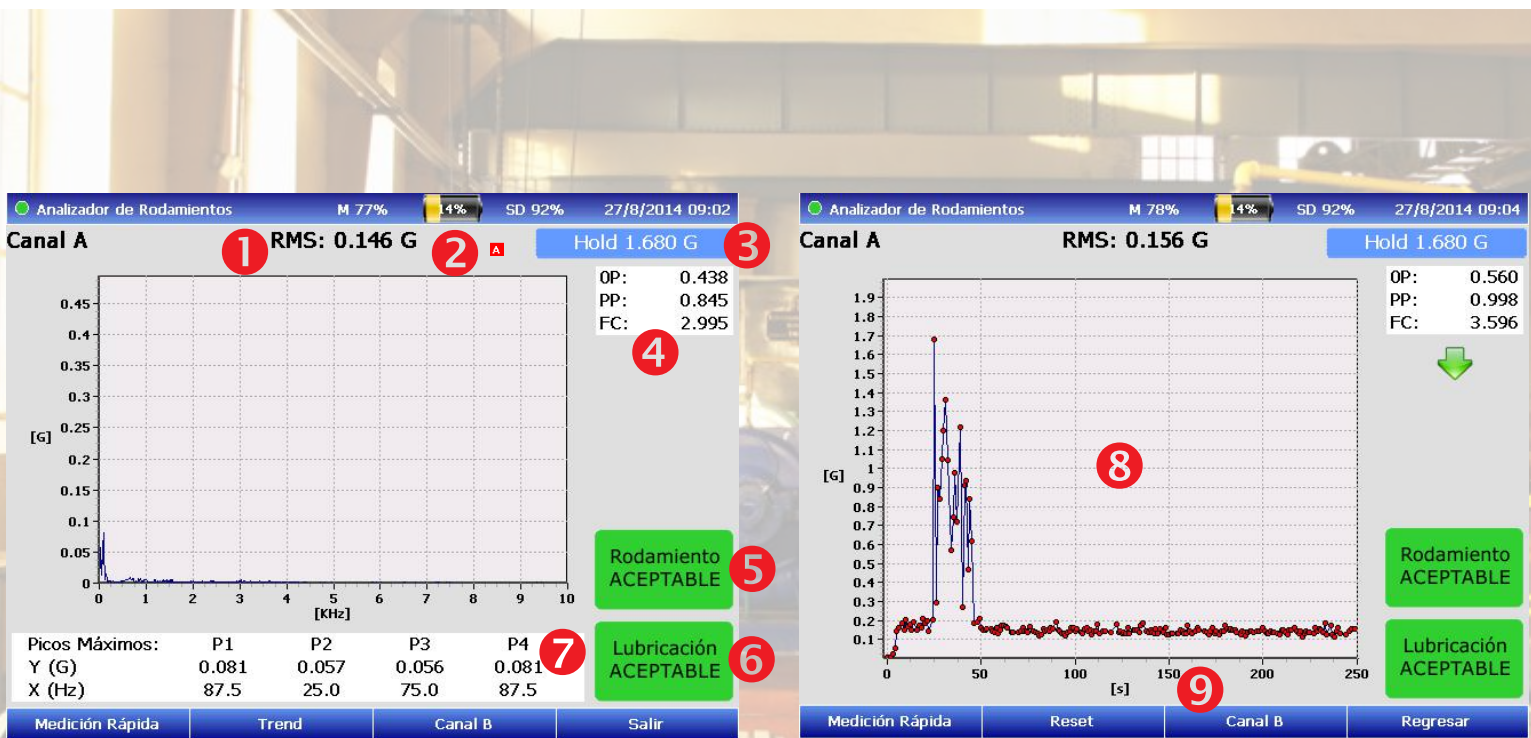 Analizador de Rodamientos M 77% 14% SD 92% 27/8/2014 09:02
Canal A 1 RMS: 0.146 G 2 A Hold 1.680 G 3
0P: 0.438
PP: 0.845
FC: 2.995
4
0.45
0.4
0.35
0.3
0.25
[G]
0.2
0.15
0.1
0.05
0
0 1 2 3 4 5 6 7 8 9 10
[KHz]
Rodamiento
ACEPTABLE
5
Picos Máximos: P1 P2 P3 P4
Y (G) 0.081 0.057 0.056 0.081
X (Hz) 87.5 25.0 75.0 87.5
7
Lubricación
ACEPTABLE
6
Medición Rápida Trend Canal B Salir
Analizador de Rodamientos M 78% 14% SD 92% 27/8/2014 09:04
Canal A RMS: 0.156 G Hold 1.680 G
0P: 0.560
PP: 0.998
FC: 3.596
1.9
1.8
1.7
1.6
1.5
1.4
1.3
1.2
1.1
1
[G]
0.9
0.8
0.7
0.6
0.5
0.4
0.3
0.2
0.1
8
0 50 100 150 200 250
[s]
9
Rodamiento
ACEPTABLE
Lubricación
ACEPTABLE
Medición Rápida Reset Canal B Regresar